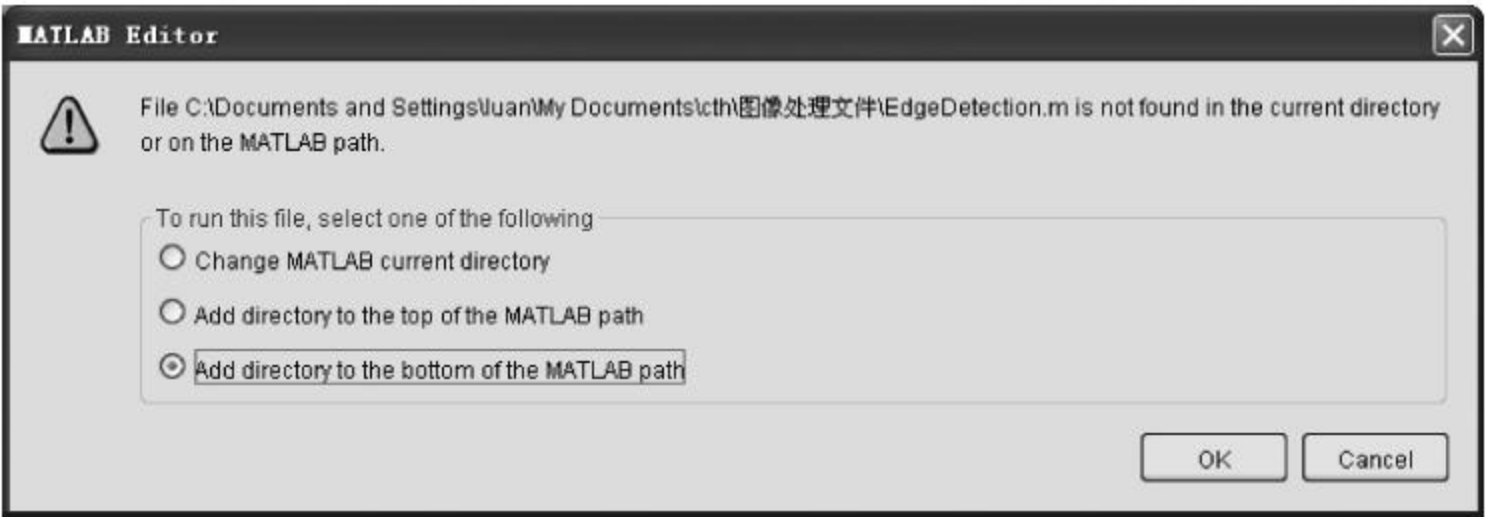 MATLAB Editor
File C:\Documents and Settings\luan\My Documents\cth\图像处理文件\EdgeDetection.m is not found in the current directory
or on the MATLAB path.
To run this file, select one of the following
Change MATLAB current directory
Add directory to the top of the MATLAB path
Add directory to the bottom of the MATLAB path
OK
Cancel